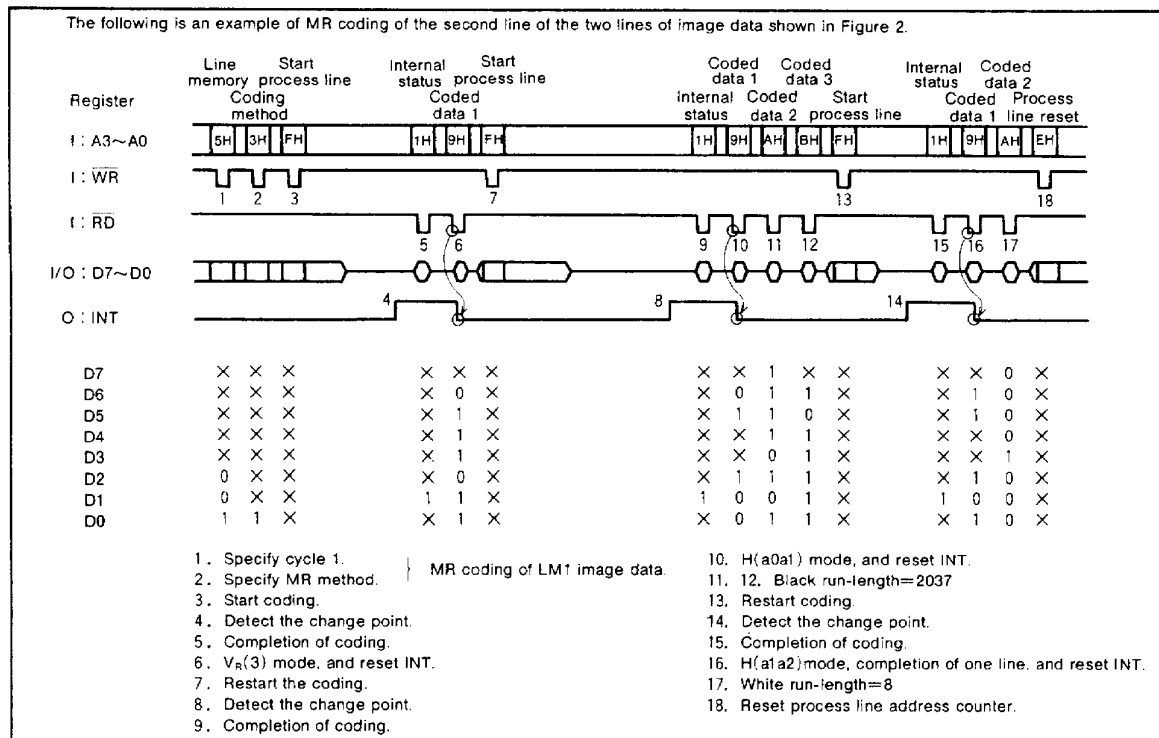 The following is an example of MR coding of the second line of the two lines of image data shown in Figure 2.
Line memory Start process line Internal status Start process line Coded data 1 Coded data 3 Internal status Coded data 2
Register Coding method Coded data 1 Internal status Coded data 2 Start process line Coded data 1 Process line reset
I : A3~A0 5H 3H FH 1H 9H FH 1H 9H AH BH FH 1H 9H AH EH
I : WR
1 2 3 7 13 18
I : RD
5 6 9 10 11 12 15 16 17
I/O : D7~D0
O : INT 4 8 14
D7 × × × × × × × × 1 × × × × 0 ×
D6 × × × × 0 × × 0 1 1 × × 1 0 ×
D5 × × × × 1 × × 1 1 0 × × 1 0 ×
D4 × × × × 1 × × × 1 1 × × × 0 ×
D3 × × × × 1 × × × 0 1 × × × 1 ×
D2 0 × × × 0 × × 1 1 1 × × 1 0 ×
D1 0 × × 1 1 × 1 0 0 1 × 1 0 0 ×
D0 1 1 × × 1 × × 0 1 1 × × 1 0 ×
1. Specify cycle 1.
2. Specify MR method.
MR coding of LM1 image data.
3. Start coding.
4. Detect the change point.
5. Completion of coding.
6. VR(3) mode, and reset INT.
7. Restart the coding.
8. Detect the change point.
9. Completion of coding.
10. H(a0a1) mode, and reset INT.
11. 12. Black run-length=2037
13. Restart coding.
14. Detect the change point.
15. Completion of coding.
16. H(a1a2)mode, completion of one line. and reset INT.
17. White run-length=8
18. Reset process line address counter.